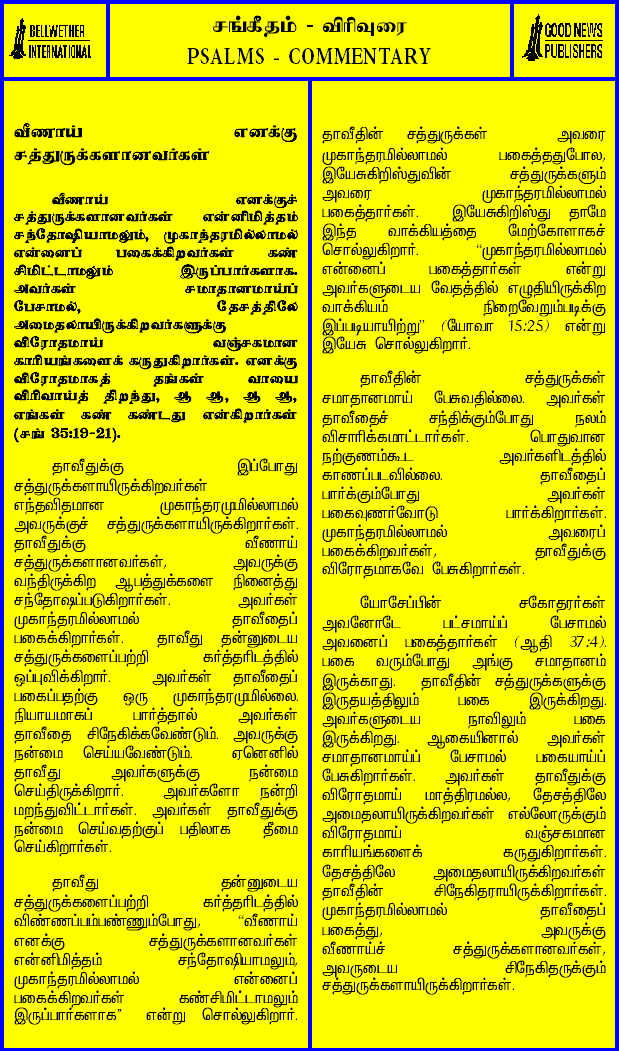 BELLWETHER
INTERNATIONAL
சங்கீதம் - விரிவுரை
PSALMS - COMMENTARY
GOOD NEWS
PUBLISHERS
வீணாய் எனக்கு
சத்துருக்களானவர்கள்
வீணாய் எனக்குச்
சத்துருக்களானவர்கள் என்னிமித்தம்
சந்தோஷியாமலும், முகாந்தரமில்லாமல்
என்னைப் பகைக்கிறவர்கள் கண்
சிமிட்டாமலும் இருப்பார்களாக.
அவர்கள் சமாதானமாய்ப்
பேசாமல், தேசத்திலே
அமைதலாயிருக்கிறவர்களுக்கு
விரோதமாய் வஞ்சகமான
காரியங்களைக் கருதுகிறார்கள். எனக்கு
விரோதமாகத் தங்கள் வாயை
விரிவாய்த் திறந்து, ஆ ஆ, ஆ ஆ,
எங்கள் கண் கண்டது என்கிறார்கள்
(சங் 35:19-21).
தாவீதுக்கு இப்போது
சத்துருக்களாயிருக்கிறவர்கள்
எந்தவிதமான முகாந்தரமுமில்லாமல்
அவருக்குச் சத்துருக்களாயிருக்கிறார்கள்.
தாவீதுக்கு வீணாய்
சத்துருக்களானவர்கள், அவருக்கு
வந்திருக்கிற ஆபத்துக்களை நினைத்து
சந்தோஷப்படுகிறார்கள். அவர்கள்
முகாந்தரமில்லாமல் தாவீதைப்
பகைக்கிறார்கள். தாவீது தன்னுடைய
சத்துருக்களைப்பற்றி கர்த்தரிடத்தில்
ஒப்புவிக்கிறார். அவர்கள் தாவீதைப்
பகைப்பதற்கு ஒரு முகாந்தரமுமில்லை.
நியாயமாகப் பார்த்தால் அவர்கள்
தாவீதை சிநேகிக்கவேண்டும். அவருக்கு
நன்மை செய்யவேண்டும். ஏனெனில்
தாவீது அவர்களுக்கு நன்மை
செய்திருக்கிறார். அவர்களோ நன்றி
மறந்துவிட்டார்கள். அவர்கள் தாவீதுக்கு
நன்மை செய்வதற்குப் பதிலாக தீமை
செய்கிறார்கள்.
தாவீது தன்னுடைய
சத்துருக்களைப்பற்றி கர்த்தரிடத்தில்
விண்ணப்பம்பண்ணும்போது, “வீணாய்
எனக்கு சத்துருக்களானவர்கள்
என்னிமித்தம் சந்தோஷியாமலும்,
முகாந்தரமில்லாமல் என்னைப்
பகைக்கிறவர்கள் கண்சிமிட்டாமலும்
இருப்பார்களாக” என்று சொல்லுகிறார்.
தாவீதின் சத்துருக்கள் அவரை
முகாந்தரமில்லாமல் பகைத்ததுபோல,
இயேசுகிறிஸ்துவின் சத்துருக்களும்
அவரை முகாந்தரமில்லாமல்
பகைத்தார்கள். இயேசுகிறிஸ்து தாமே
இந்த வாக்கியத்தை மேற்கோளாகச்
சொல்லுகிறார். “முகாந்தரமில்லாமல்
என்னைப் பகைத்தார்கள் என்று
அவர்களுடைய வேதத்தில் எழுதியிருக்கிற
வாக்கியம் நிறைவேறும்படிக்கு
இப்படியாயிற்று” (யோவா 15:25) என்று
இயேசு சொல்லுகிறார்.
தாவீதின் சத்துருக்கள்
சமாதானமாய் பேசுவதில்லை. அவர்கள்
தாவீதைச் சந்திக்கும்போது நலம்
விசாரிக்கமாட்டார்கள். பொதுவான
நற்குணம்கூட அவர்களிடத்தில்
காணப்படவில்லை. தாவீதைப்
பார்க்கும்போது அவர்கள்
பகைவுணர்வோடு பார்க்கிறார்கள்.
முகாந்தரமில்லாமல் அவரைப்
பகைக்கிறவர்கள், தாவீதுக்கு
விரோதமாகவே பேசுகிறார்கள்.
யோசேப்பின் சகோதரர்கள்
அவனோடே பட்சமாய்ப் பேசாமல்
அவனைப் பகைத்தார்கள் (ஆதி 37:4).
பகை வரும்போது அங்கு சமாதானம்
இருக்காது. தாவீதின் சத்துருக்களுக்கு
இருதயத்திலும் பகை இருக்கிறது.
அவர்களுடைய நாவிலும் பகை
இருக்கிறது. ஆகையினால் அவர்கள்
சமாதானமாய்ப் பேசாமல் பகையாய்ப்
பேசுகிறார்கள். அவர்கள் தாவீதுக்கு
விரோதமாய் மாத்திரமல்ல, தேசத்திலே
அமைதலாயிருக்கிறவர்கள் எல்லோருக்கும்
விரோதமாய் வஞ்சகமான
காரியங்களைக் கருதுகிறார்கள்.
தேசத்திலே அமைதலாயிருக்கிறவர்கள்
தாவீதின் சிநேகிதராயிருக்கிறார்கள்.
முகாந்தரமில்லாமல் தாவீதைப்
பகைத்து, அவருக்கு
வீணாய்ச் சத்துருக்களானவர்கள்,
அவருடைய சிநேகிதருக்கும்
சத்துருக்களாயிருக்கிறார்கள்.